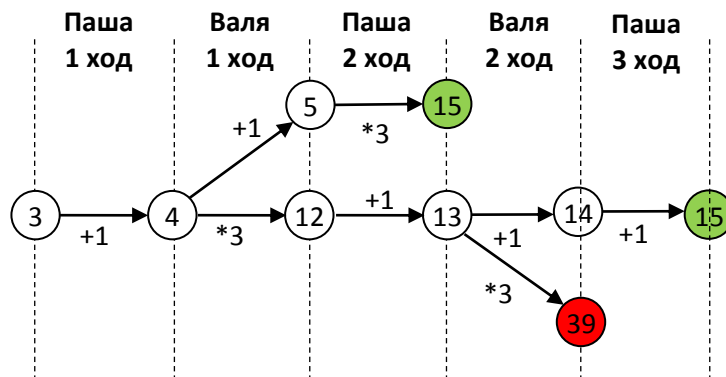 Паша Валя Паша Валя Паша
1 ход 1 ход 2 ход 2 ход 3 ход
5 15
+1 *3
3 4 12 +1 13 14 15
+1 *3 +1 +1
*3
39